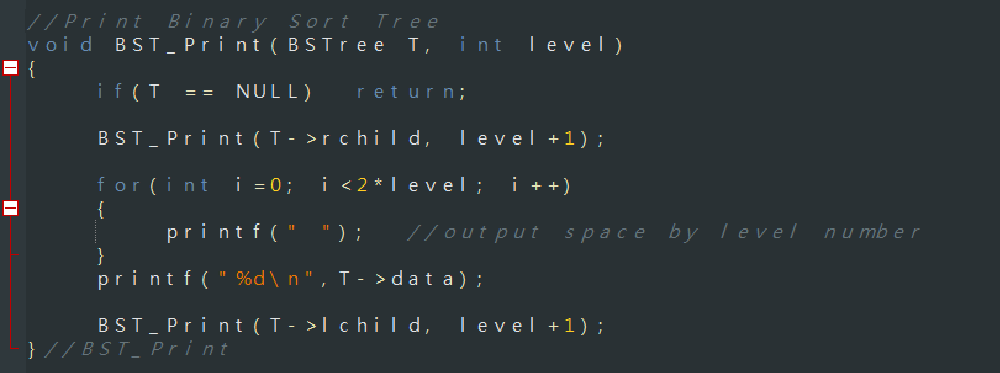 //Print Binary Sort Tree
void BST_Print(BSTree T, int level)
{
    if(T == NULL)  return;
    BST_Print(T->rchild, level+1);
    for(int i=0; i<2*level; i++)
    {
        printf(" ");  //output space by level number
    }
    printf("%d\n",T->data);
    BST_Print(T->lchild, level+1);
}//BST_Print